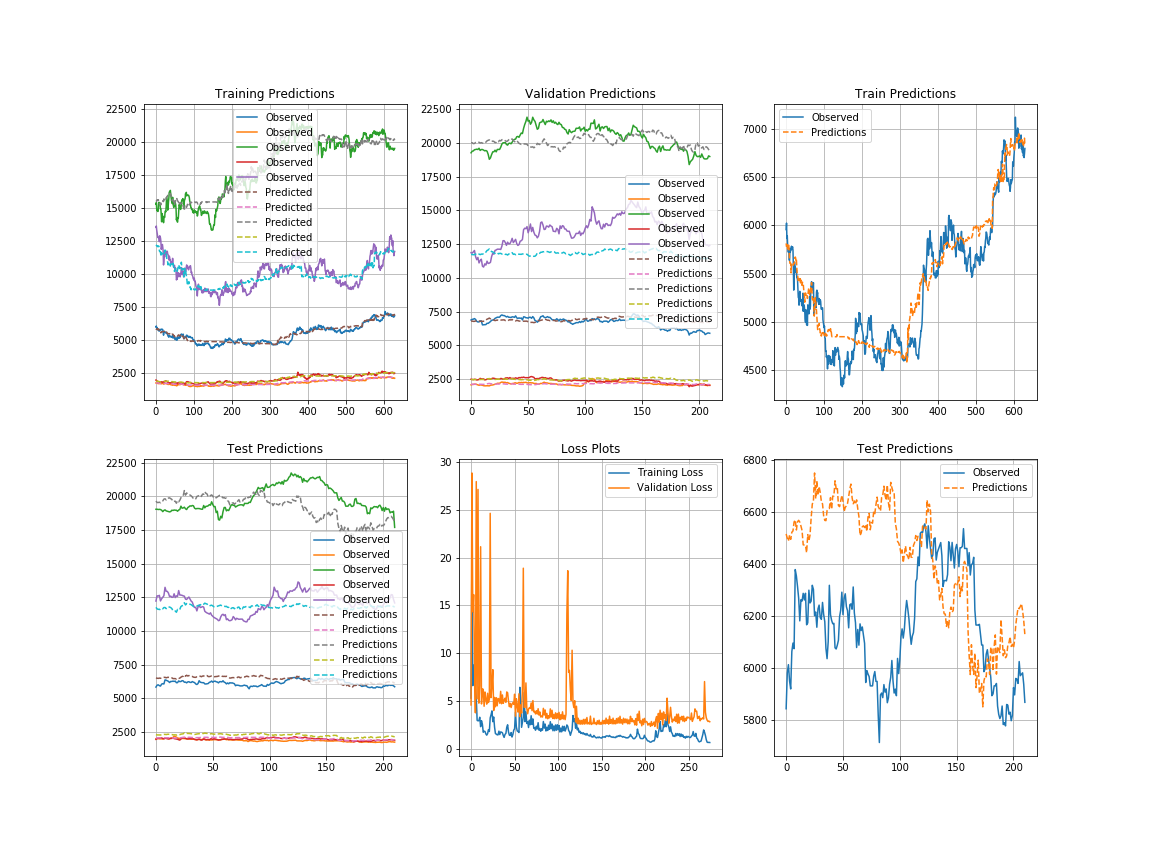 Training Predictions
22500
20000
17500
15000
12500
10000
7500
5000
2500
0 100 200 300 400 500 600
Observed
Observed
Observed
Observed
Observed
Predicted
Predicted
Predicted
Predicted
Predicted
Validation Predictions
22500
20000
17500
15000
12500
10000
7500
5000
2500
0 50 100 150 200
Observed
Observed
Observed
Observed
Observed
Predictions
Predictions
Predictions
Predictions
Predictions
Train Predictions
7000
6500
6000
5500
5000
4500
0 100 200 300 400 500 600
Observed
Predictions
Test Predictions
22500
20000
17500
15000
12500
10000
7500
5000
2500
0 50 100 150 200
Observed
Observed
Observed
Observed
Observed
Predictions
Predictions
Predictions
Predictions
Predictions
Loss Plots
30
25
20
15
10
5
0
0 50 100 150 200 250
Training Loss
Validation Loss
Test Predictions
6800
6600
6400
6200
6000
5800
0 50 100 150 200
Observed
Predictions